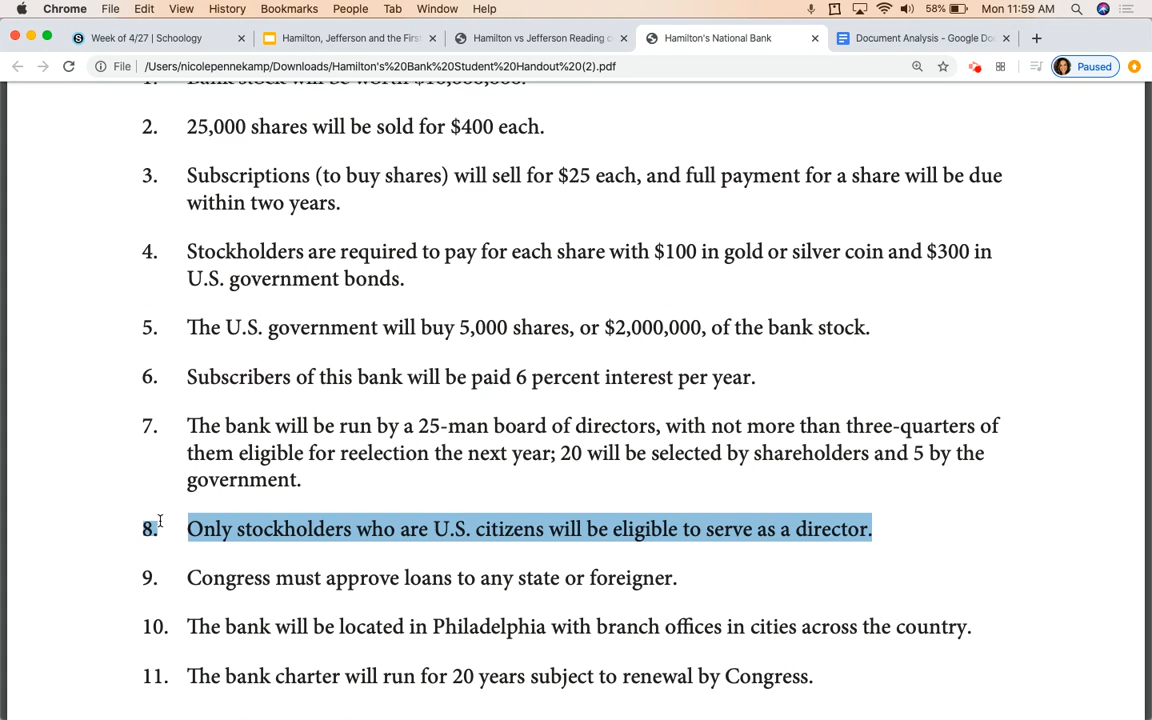 Chrome File Edit View History Bookmarks People Tab Window Help 58% Mon 11:59 AM
Week of 4/27 | Schoology Hamilton, Jefferson and the Firs Hamilton vs Jefferson Reading c Hamilton's National Bank Document Analysis - Google Do
File /Users/nicolepennekamp/Downloads/Hamilton's%20Bank%20Student%20Handout%20(2).pdf Paused
1. Bank stock will be worth $10,000,000.
2. 25,000 shares will be sold for $400 each.
3. Subscriptions (to buy shares) will sell for $25 each, and full payment for a share will be due
within two years.
4. Stockholders are required to pay for each share with $100 in gold or silver coin and $300 in
U.S. government bonds.
5. The U.S. government will buy 5,000 shares, or $2,000,000, of the bank stock.
6. Subscribers of this bank will be paid 6 percent interest per year.
7. The bank will be run by a 25-man board of directors, with not more than three-quarters of
them eligible for reelection the next year; 20 will be selected by shareholders and 5 by the
government.
8. Only stockholders who are U.S. citizens will be eligible to serve as a director.
9. Congress must approve loans to any state or foreigner.
10. The bank will be located in Philadelphia with branch offices in cities across the country.
11. The bank charter will run for 20 years subject to renewal by Congress.